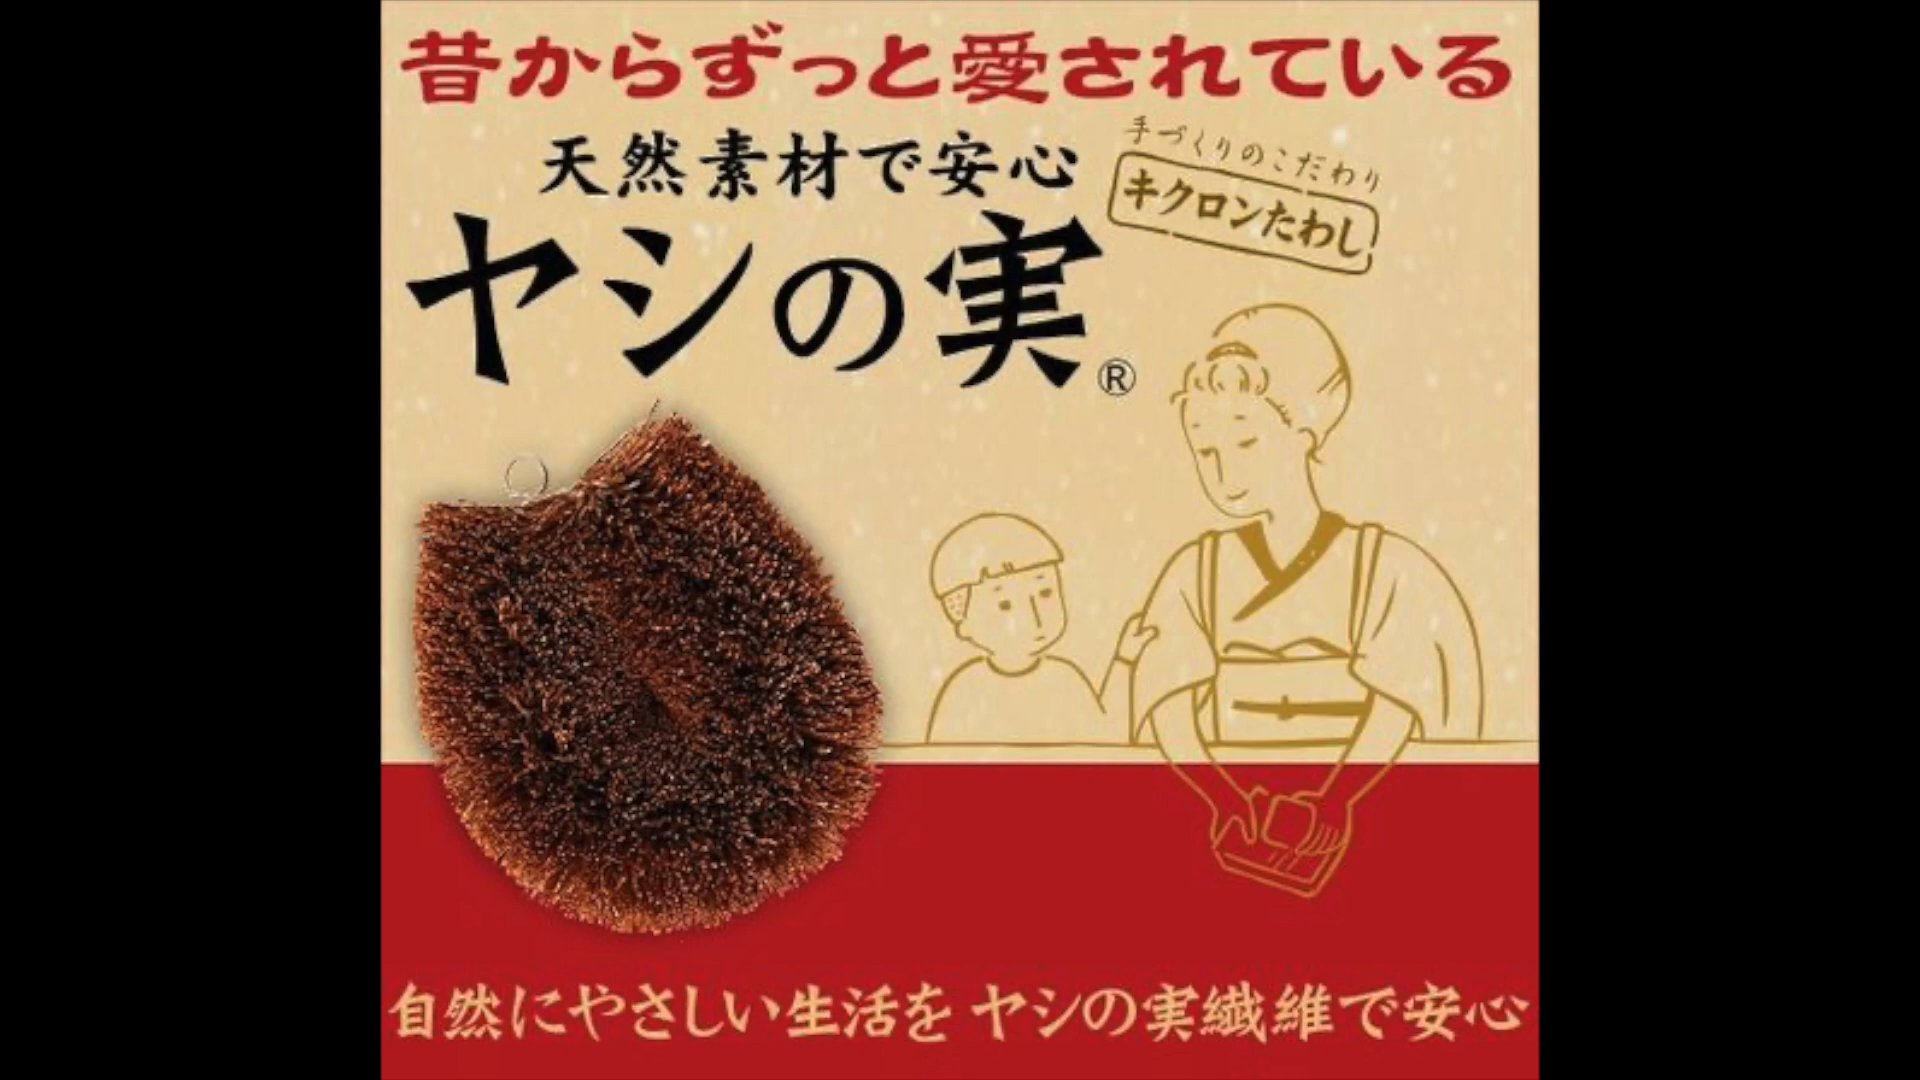 昔からずっと愛されている
天然素材で安心
手づくりのこだわり
キクロンたわし
ヤシの実®
自然にやさしい生活を ヤシの実繊維で安心